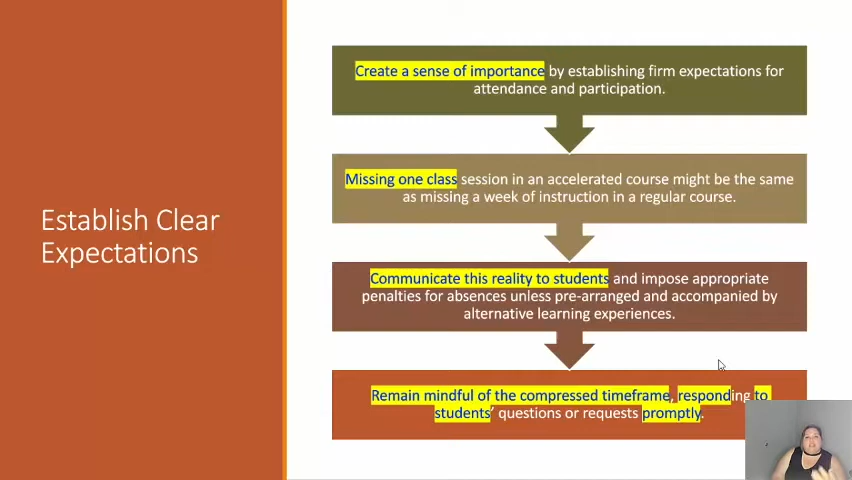 Establish Clear
Expectations
Create a sense of importance by establishing firm expectations for
attendance and participation.
Missing one class session in an accelerated course might be the same
as missing a week of instruction in a regular course.
Communicate this reality to students and impose appropriate
penalties for absences unless pre-arranged and accompanied by
alternative learning experiences.
Remain mindful of the compressed timeframe, responding to
students' questions or requests promptly.